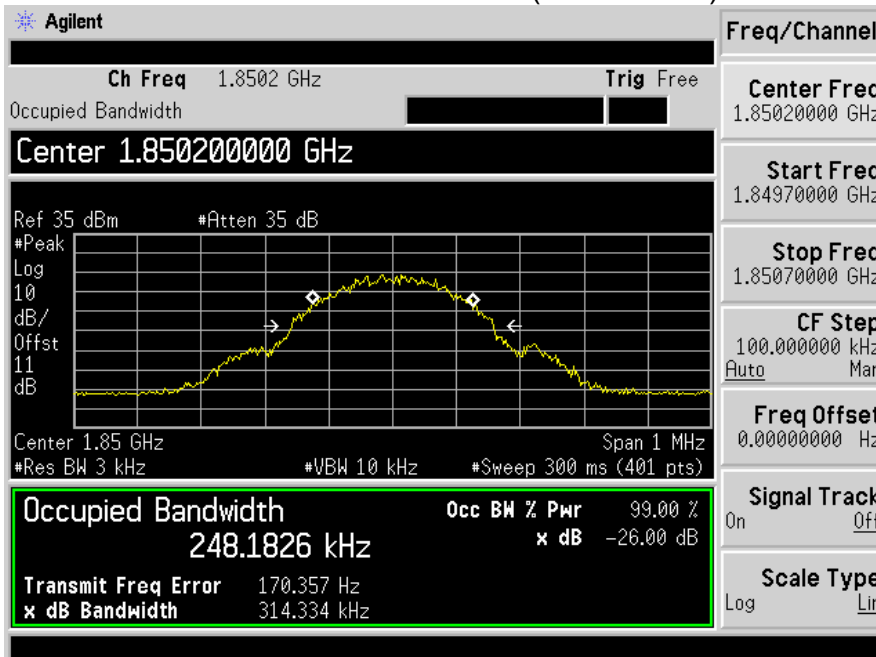 Agilent
Ch Freq 1.8502 GHz Trig Free
Occupied Bandwidth
Center 1.850200000 GHz
Ref 35 dBm #Atten 35 dB
#Peak
Log
10
dB/
Offst
11
dB
Center 1.85 GHz Span 1 MHz
#Res BW 3 kHz #VBW 10 kHz #Sweep 300 ms (401 pts)
Occupied Bandwidth Occ BW % Pwr 99.00 %
248.1826 kHz x dB -26.00 dB
Transmit Freq Error 170.357 Hz
x dB Bandwidth 314.334 kHz
Freq/Channel
Center Freq
1.85020000 GHz
Start Freq
1.84970000 GHz
Stop Freq
1.85070000 GHz
CF Step
100.000000 kHz
Auto Man
Freq Offset
0.00000000 Hz
Signal Track
On Off
Scale Type
Log Lin